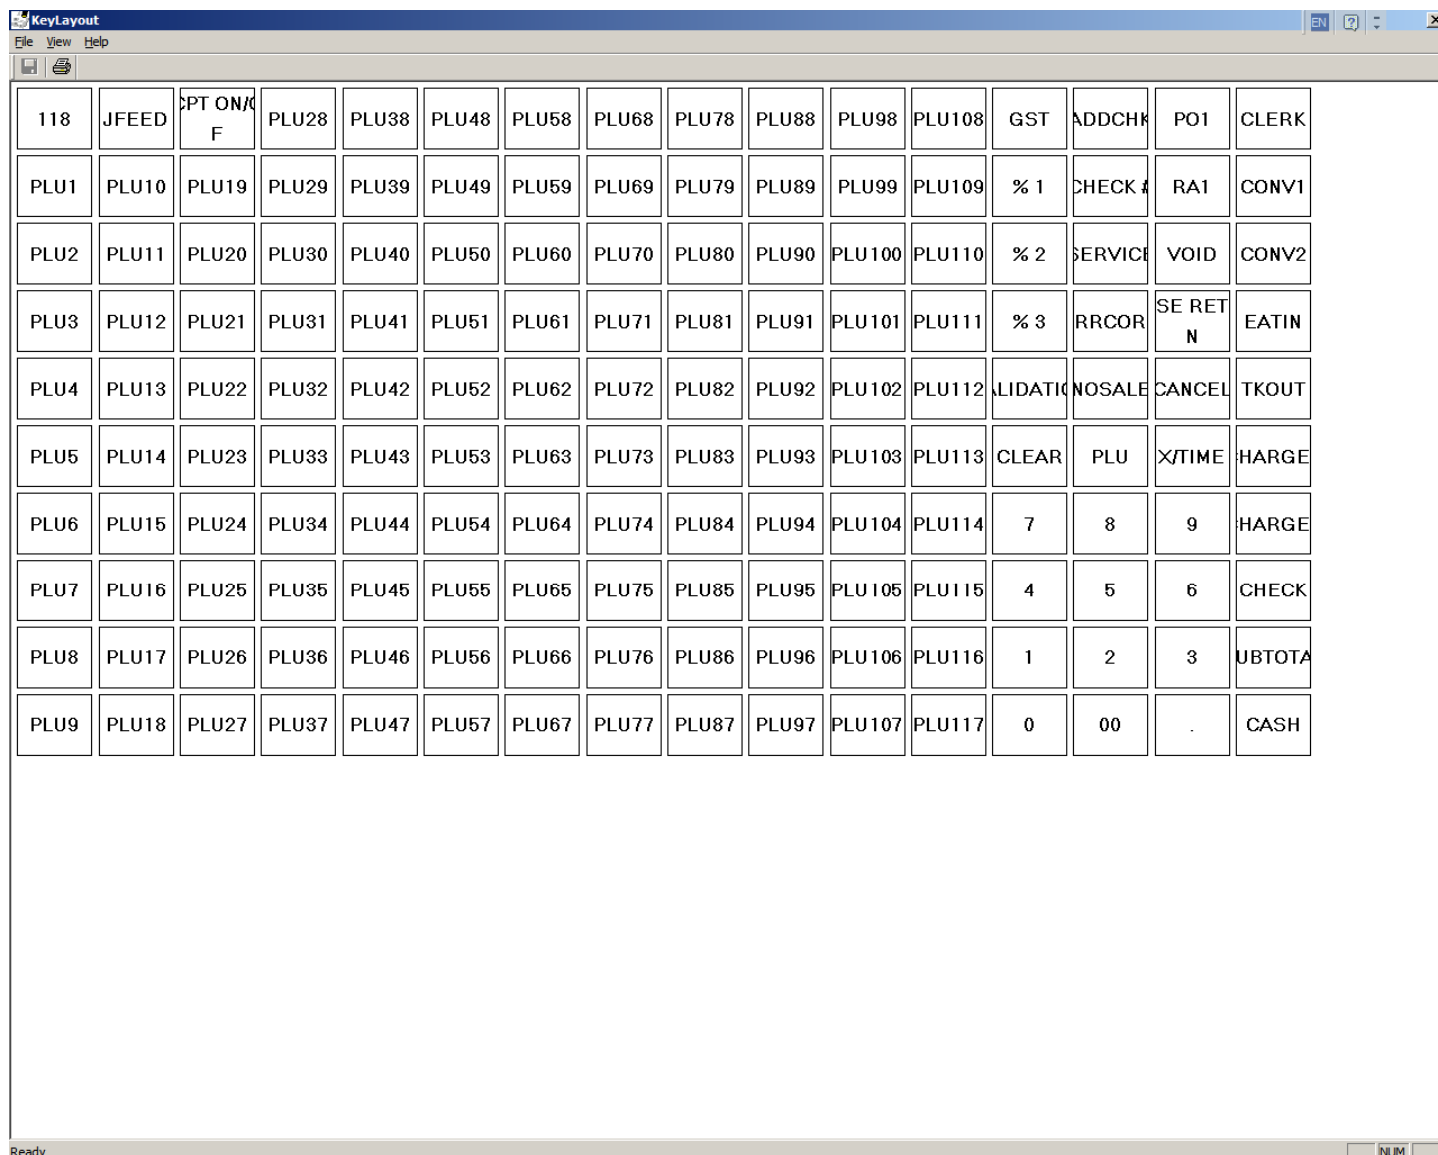 KeyLayout EN
File View Help
118 JFEED CPT ON/O PLU28 PLU38 PLU48 PLU58 PLU68 PLU78 PLU88 PLU98 PLU108 GST ADDCHK PO1 CLERK
F
PLU1 PLU10 PLU19 PLU29 PLU39 PLU49 PLU59 PLU69 PLU79 PLU89 PLU99 PLU109 % 1 CHECK # RA1 CONV1
PLU2 PLU11 PLU20 PLU30 PLU40 PLU50 PLU60 PLU70 PLU80 PLU90 PLU100 PLU110 % 2 SERVICE VOID CONV2
PLU3 PLU12 PLU21 PLU31 PLU41 PLU51 PLU61 PLU71 PLU81 PLU91 PLU101 PLU111 % 3 RRCOR SE RET EATIN
N
PLU4 PLU13 PLU22 PLU32 PLU42 PLU52 PLU62 PLU72 PLU82 PLU92 PLU102 PLU112 ALIDATIO NOSALE CANCEL TKOUT
PLU5 PLU14 PLU23 PLU33 PLU43 PLU53 PLU63 PLU73 PLU83 PLU93 PLU103 PLU113 CLEAR PLU X/TIME CHARGE
PLU6 PLU15 PLU24 PLU34 PLU44 PLU54 PLU64 PLU74 PLU84 PLU94 PLU104 PLU114 7 8 9 CHARGE
PLU7 PLU16 PLU25 PLU35 PLU45 PLU55 PLU65 PLU75 PLU85 PLU95 PLU105 PLU115 4 5 6 CHECK
PLU8 PLU17 PLU26 PLU36 PLU46 PLU56 PLU66 PLU76 PLU86 PLU96 PLU106 PLU116 1 2 3 UBTOTA
PLU9 PLU18 PLU27 PLU37 PLU47 PLU57 PLU67 PLU77 PLU87 PLU97 PLU107 PLU117 0 00 . CASH
Ready NUM